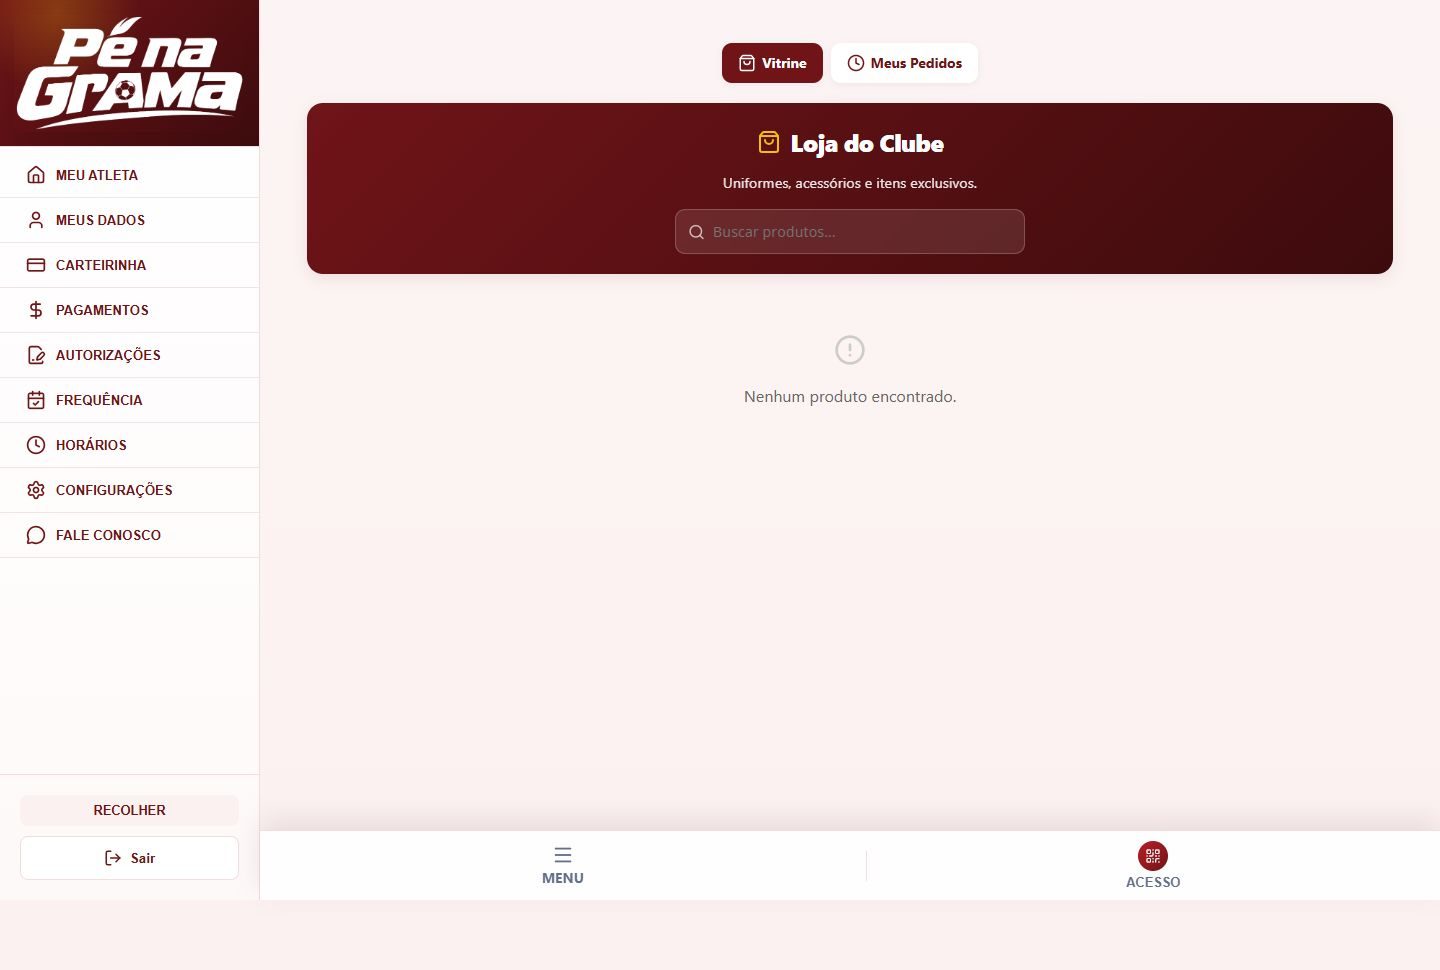 Pé na
Grama
MEU ATLETA
MEUS DADOS
CARTEIRINHA
PAGAMENTOS
AUTORIZAÇÕES
FREQUÊNCIA
HORÁRIOS
CONFIGURAÇÕES
FALE CONOSCO
RECOLHER
Sair
Vitrine
Meus Pedidos
Loja do Clube
Uniformes, acessórios e itens exclusivos.
Buscar produtos...
Nenhum produto encontrado.
MENU
ACESSO